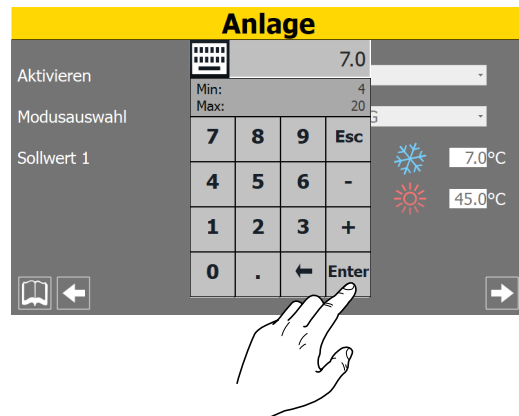 Anlage
7.0
Aktivieren
Min: 4
Max: 20
Modusauswahl
G
7 8 9 Esc
Sollwert 1
7.0°C
4 5 6 -
45.0°C
1 2 3 +
0 . ← Enter